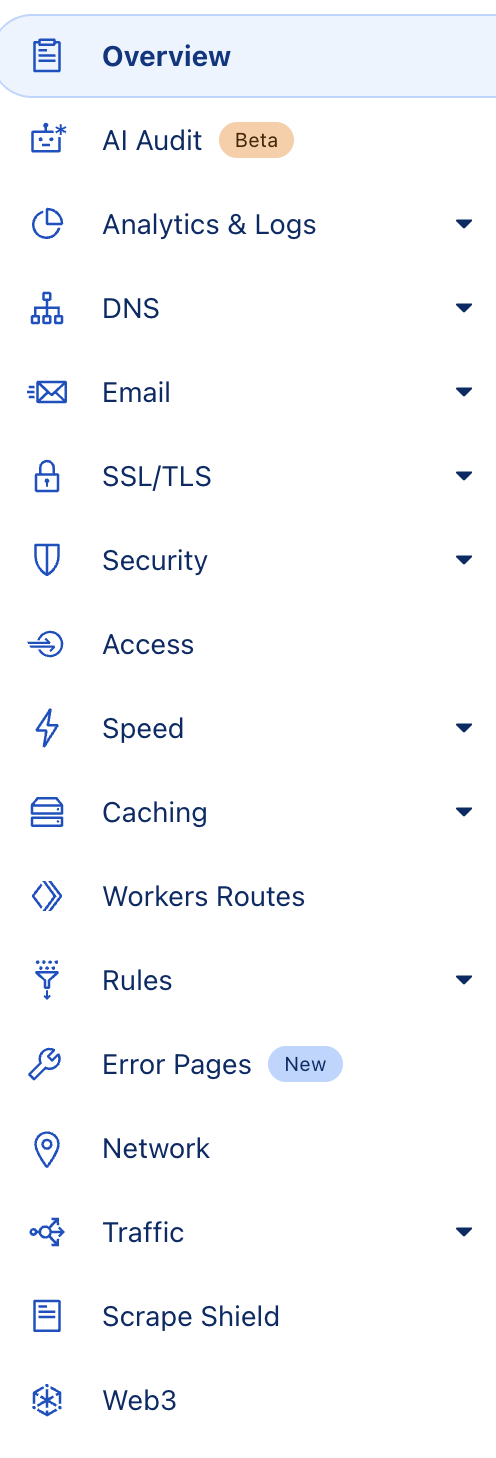 Overview
AI Audit Beta
Analytics & Logs
DNS
Email
SSL/TLS
Security
Access
Speed
Caching
Workers Routes
Rules
Error Pages New
Network
Traffic
Scrape Shield
Web3